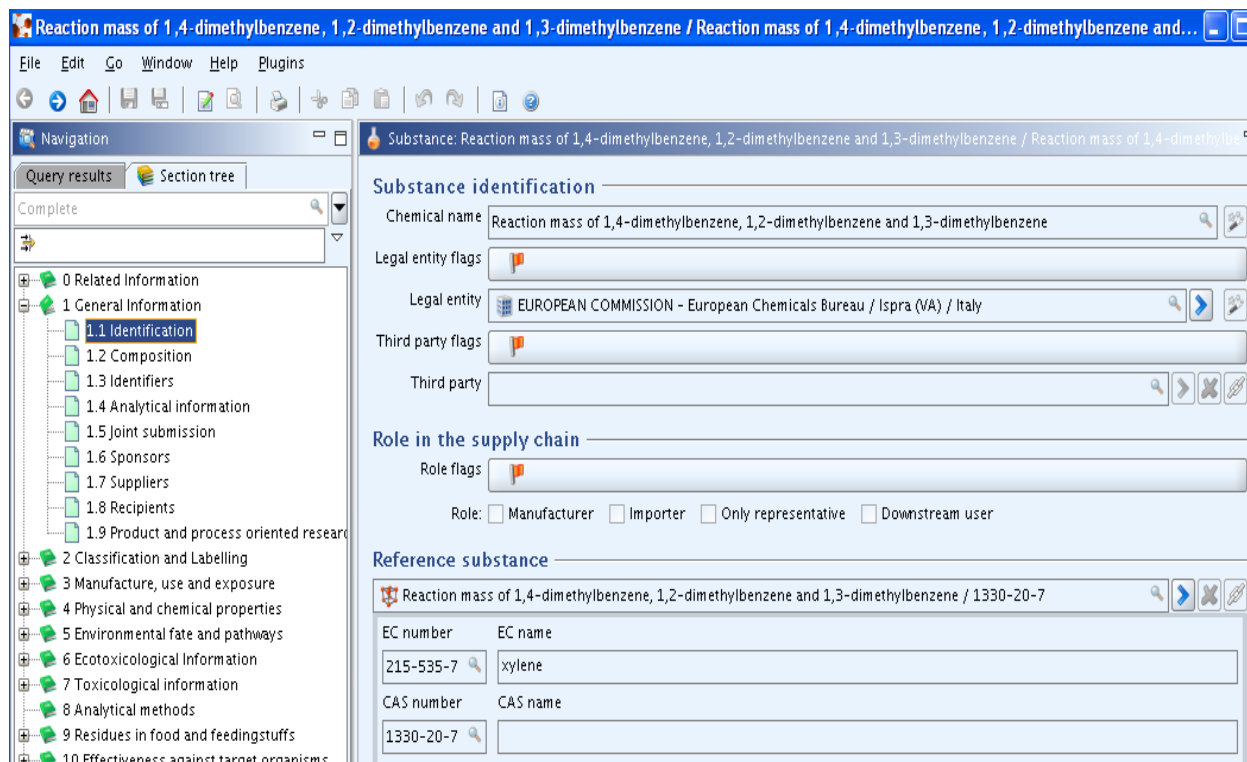 Reaction mass of 1,4-dimethylbenzene, 1,2-dimethylbenzene and 1,3-dimethylbenzene / Reaction mass of 1,4-dimethylbenzene, 1,2-dimethylbenzene and...
File Edit Go Window Help Plugins
Navigation
Query results Section tree
Complete
0 Related Information
1 General Information
1.1 Identification
1.2 Composition
1.3 Identifiers
1.4 Analytical information
1.5 Joint submission
1.6 Sponsors
1.7 Suppliers
1.8 Recipients
1.9 Product and process oriented researc
2 Classification and Labelling
3 Manufacture, use and exposure
4 Physical and chemical properties
5 Environmental fate and pathways
6 Ecotoxicological Information
7 Toxicological information
8 Analytical methods
9 Residues in food and feedingstuffs
10 Effectiveness against target organisms
Substance: Reaction mass of 1,4-dimethylbenzene, 1,2-dimethylbenzene and 1,3-dimethylbenzene / Reaction mass of 1,4-dimethylbe
Substance identification
Chemical name Reaction mass of 1,4-dimethylbenzene, 1,2-dimethylbenzene and 1,3-dimethylbenzene
Legal entity flags
Legal entity EUROPEAN COMMISSION - European Chemicals Bureau / Ispra (VA) / Italy
Third party flags
Third party
Role in the supply chain
Role flags
Role: Manufacturer Importer Only representative Downstream user
Reference substance
Reaction mass of 1,4-dimethylbenzene, 1,2-dimethylbenzene and 1,3-dimethylbenzene / 1330-20-7
EC number EC name
215-535-7 xylene
CAS number CAS name
1330-20-7